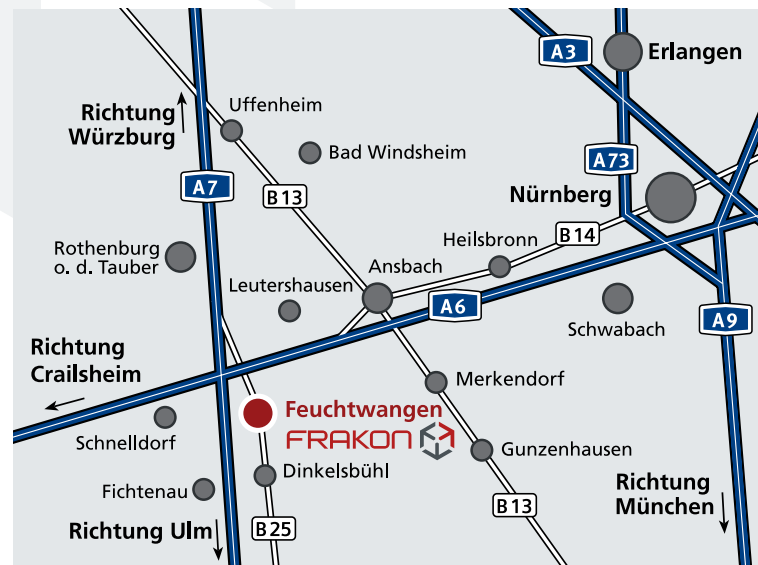 A3
Erlangen
Richtung
Würzburg
Uffenheim
Bad Windsheim
A73
A7
B13
Nürnberg
Rothenburg
o. d. Tauber
Heilsbronn
B14
Ansbach
Leutershausen
A6
A9
Schwabach
Richtung
Crailsheim
Merkendorf
Feuchtwangen
FRAKON
Schnelldorf
Gunzenhausen
Dinkelsbühl
Fichtenau
Richtung
München
B13
Richtung Ulm
B25